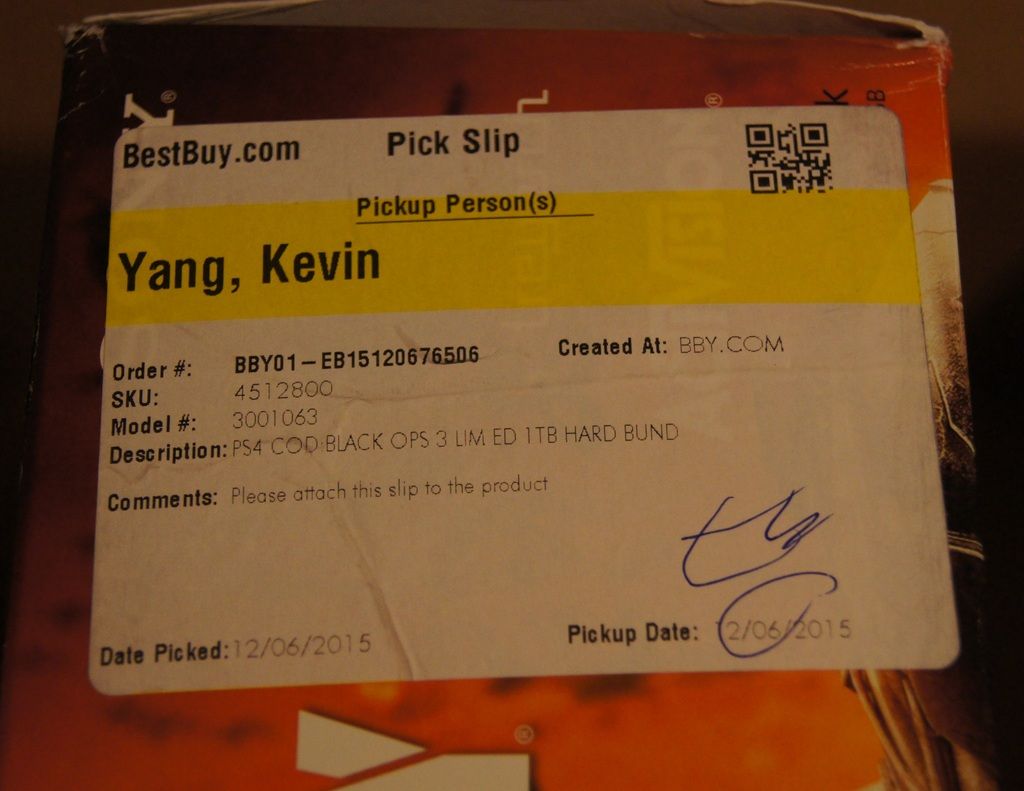 BestBuy.com Pick Slip
Pickup Person(s)
Yang, Kevin
Order #: BBY01-EB15120676506 Created At: BBY.COM
SKU: 4512800
Model #: 3001063
Description: PS4 COD:BLACK OPS 3 LIM ED 1TB HARD BUND
Comments: Please attach this slip to the product
Date Picked: 12/06/2015 Pickup Date: 12/06/2015